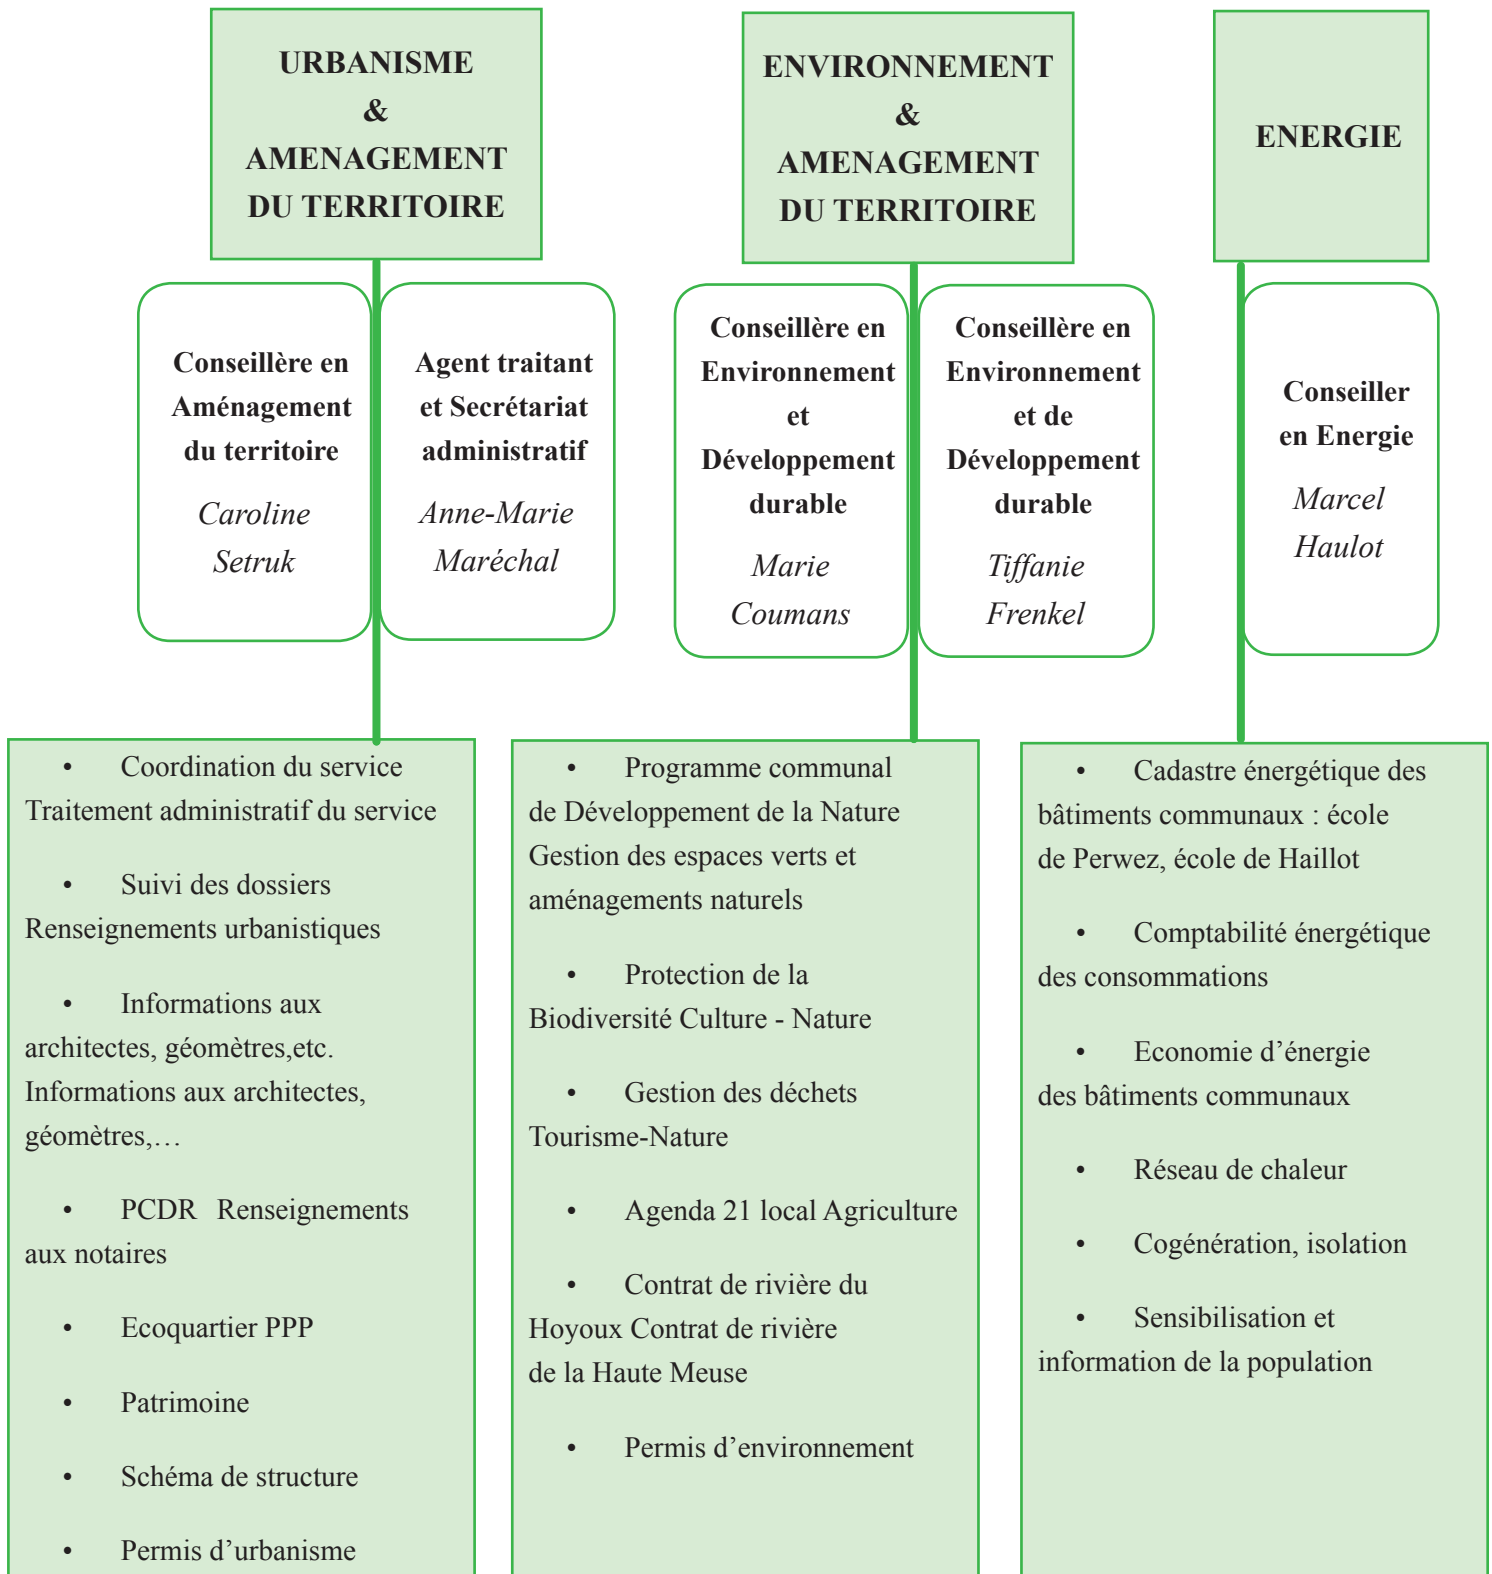 URBANISME
&
AMENAGEMENT
DU TERRITOIRE
Conseillère en
Aménagement
du territoire
Caroline
Setruk
Agent traitant
et Secrétariat
administratif
Anne-Marie
Maréchal
• Coordination du service
Traitement administratif du service
• Suivi des dossiers
Renseignements urbanistiques
• Informations aux
architectes, géomètres,etc.
Informations aux architectes,
géomètres,…
• PCDR Renseignements
aux notaires
• Ecoquartier PPP
• Patrimoine
• Schéma de structure
• Permis d’urbanisme
ENVIRONNEMENT
&
AMENAGEMENT
DU TERRITOIRE
Conseillère en
Environnement
et
Développement
durable
Marie
Coumans
Conseillère en
Environnement
et de
Développement
durable
Tiffanie
Frenkel
• Programme communal
de Développement de la Nature
Gestion des espaces verts et
aménagements naturels
• Protection de la
Biodiversité Culture - Nature
• Gestion des déchets
Tourisme-Nature
• Agenda 21 local Agriculture
• Contrat de rivière du
Hoyoux Contrat de rivière
de la Haute Meuse
• Permis d’environnement
ENERGIE
Conseiller
en Energie
Marcel
Haulot
• Cadastre énergétique des
bâtiments communaux : école
de Perwez, école de Haillot
• Comptabilité énergétique
des consommations
• Economie d’énergie
des bâtiments communaux
• Réseau de chaleur
• Cogénération, isolation
• Sensibilisation et
information de la population